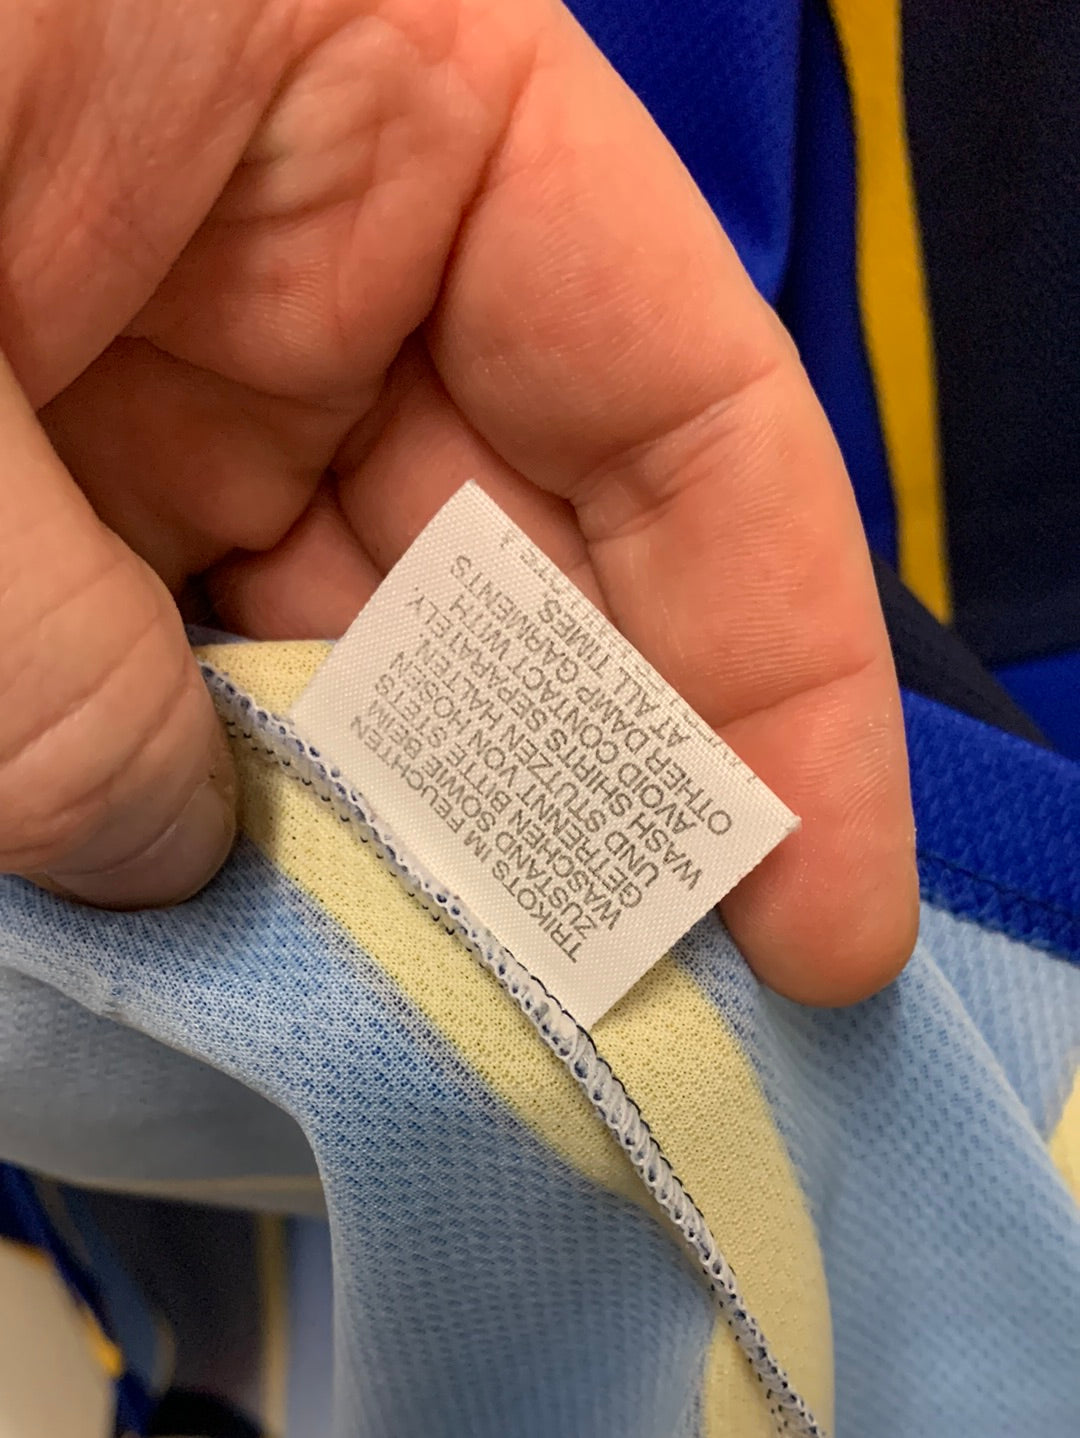 TRIKOTS IM FEUCHTEN
ZUSTAND SOWIE BEIM
WASCHEN BITTE STETS
GETRENNT VON HOSEN
UND STUTZEN HALTEN.
WASH SHIRTS SEPARATELY.
AVOID CONTACT WITH
OTHER DAMP GARMENTS
AT ALL TIMES.